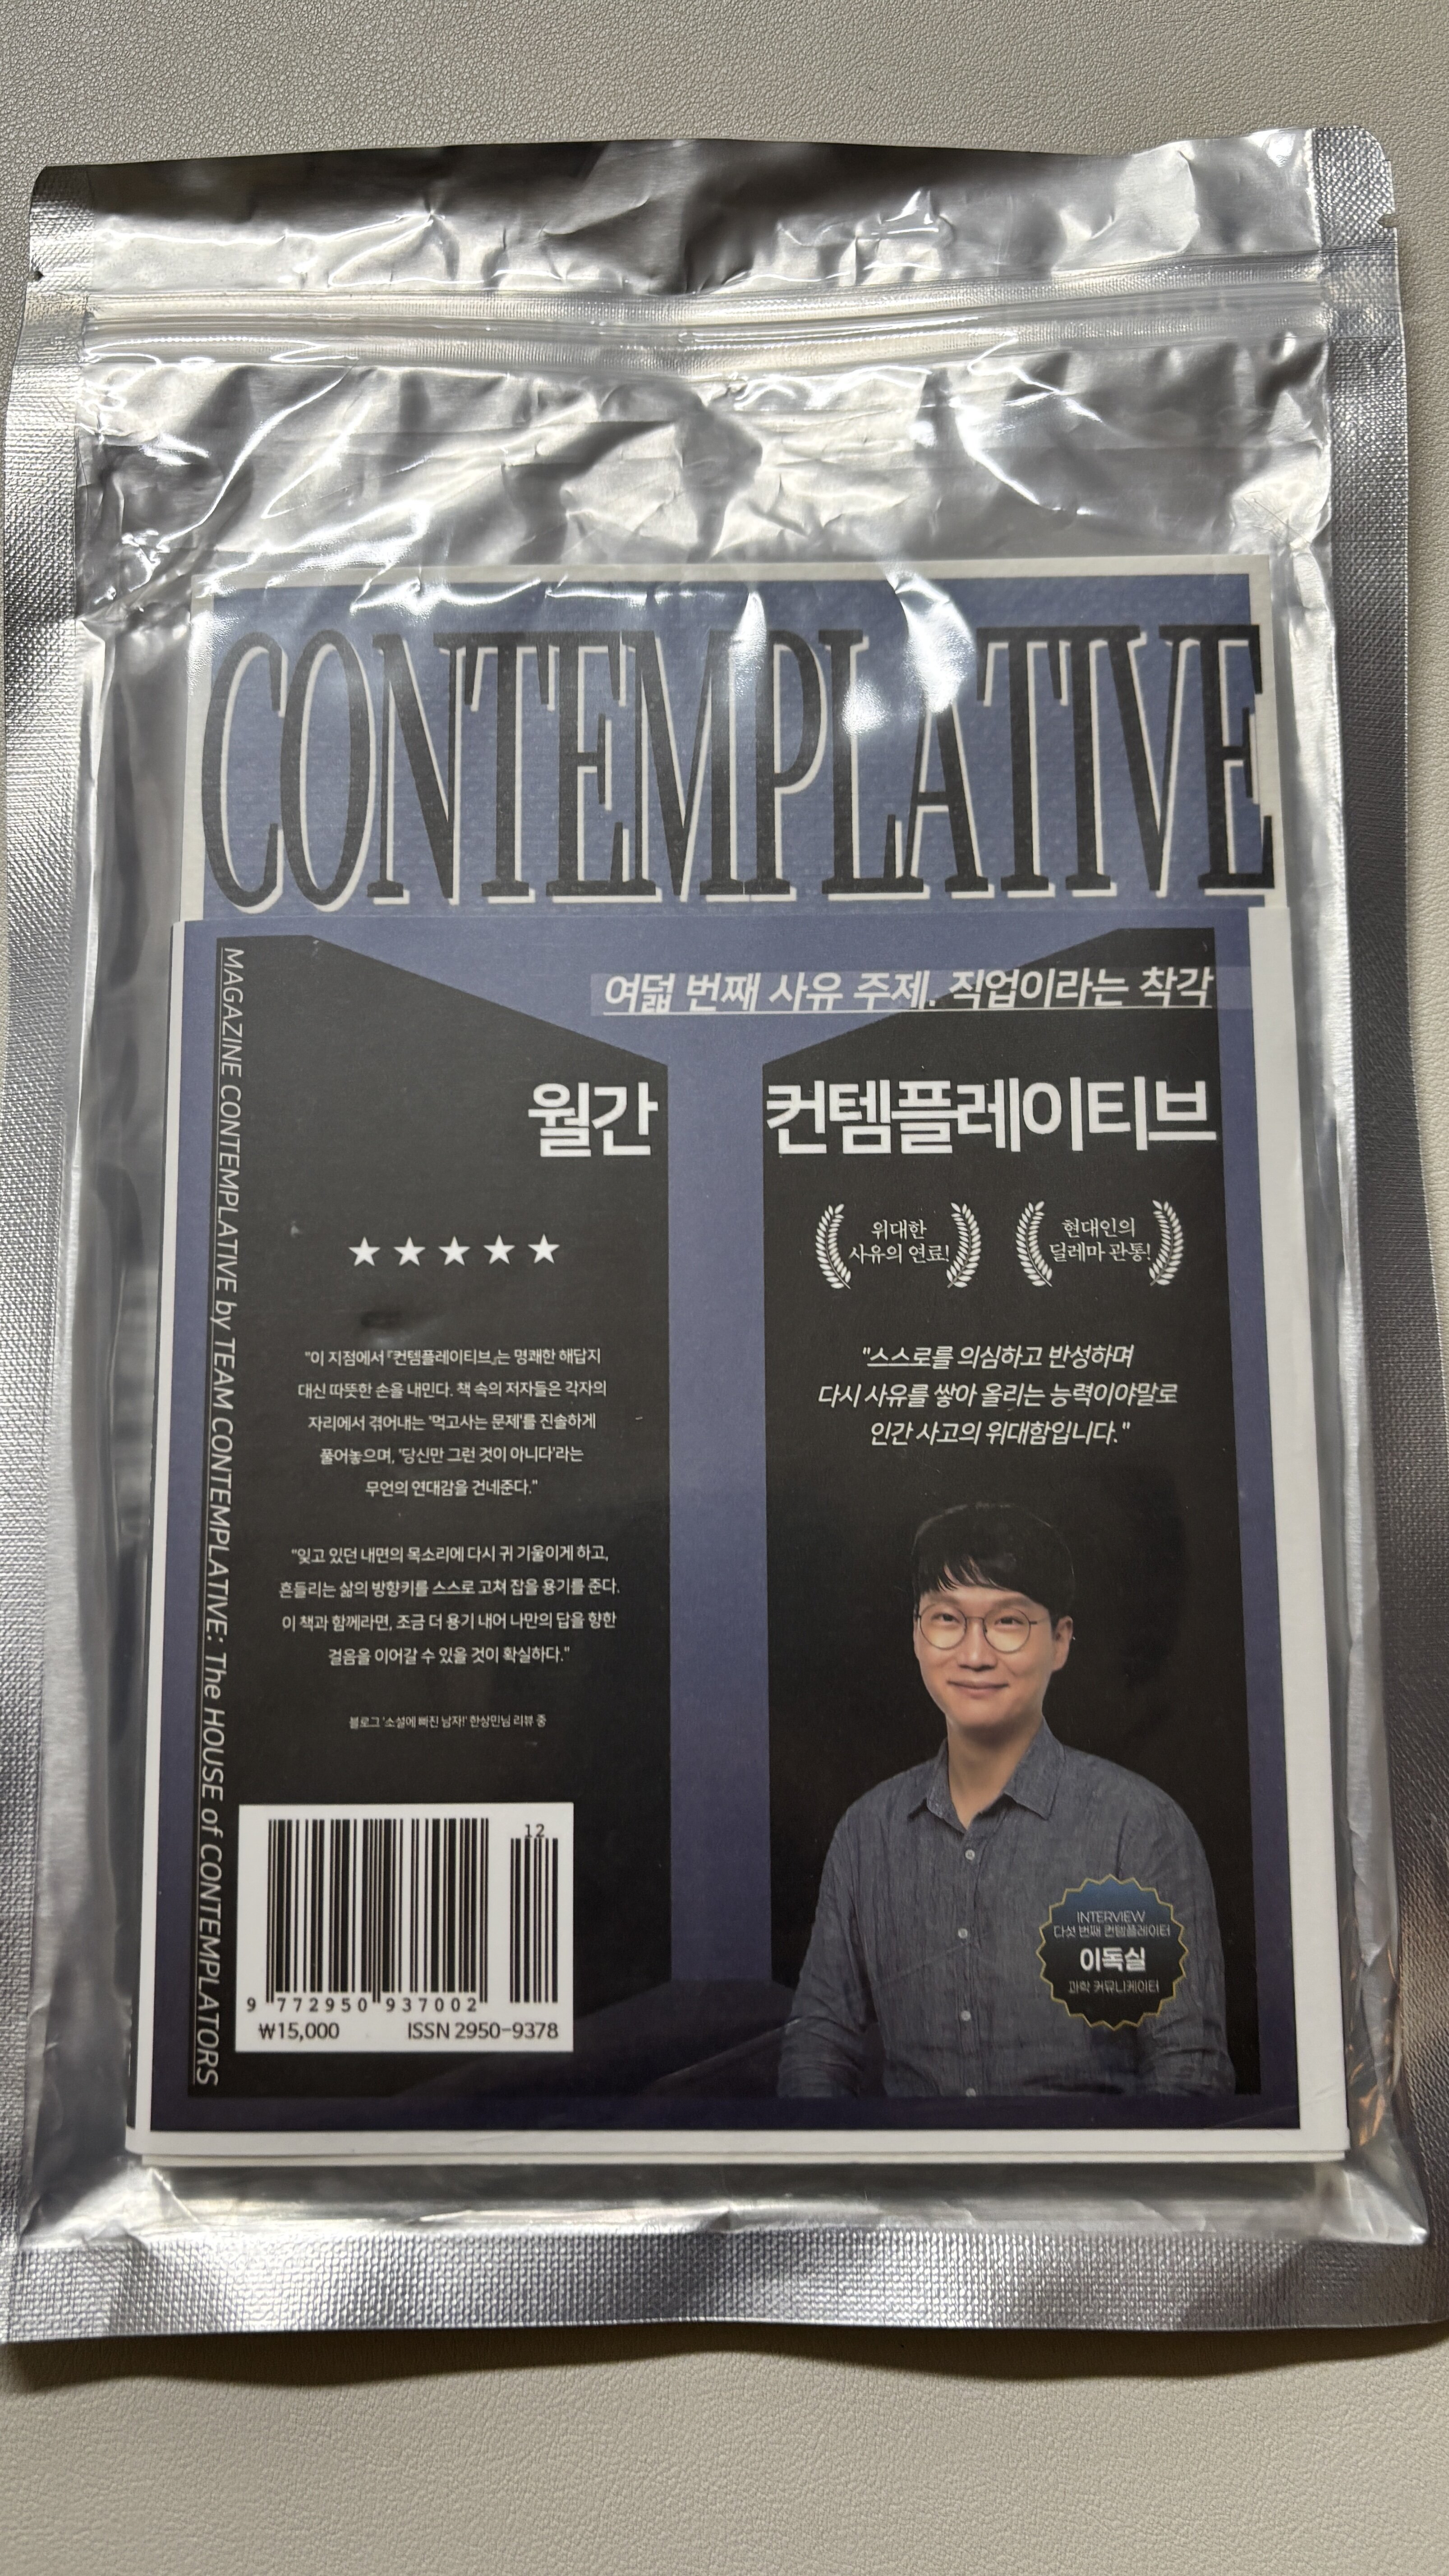 CONTEMPLATIVE
MAGAZINE CONTEMPLATIVE by TEAM CONTEMPLATIVE: The HOUSE of CONTEMPLATORS
여덟 번째 사유 주제. 직업이라는 착각
월간 컨템플레이티브
★★★★★
"이 지점에서 『컨템플레이티브』는 명쾌한 해답지
대신 따뜻한 손을 내민다. 책 속의 저자들은 각자의
자리에서 겪어내는 '먹고사는 문제'를 진솔하게
풀어놓으며, '당신만 그런 것이 아니다'라는
무언의 연대감을 건네준다."
"잊고 있던 내면의 목소리에 다시 귀 기울이게 하고,
흔들리는 삶의 방향키를 스스로 고쳐 잡을 용기를 준다.
이 책과 함께라면, 조금 더 용기 내어 나만의 답을 향한
걸음을 이어갈 수 있을 것이 확실하다."
블로그 '소설에 빠진 남자!' 한상민님 리뷰 중
위대한
사유의 연료!
현대인의
딜레마 관통!
"스스로를 의심하고 반성하며
다시 사유를 쌓아 올리는 능력이야말로
인간 사고의 위대함입니다."
INTERVIEW
다섯 번째 컨템플레이터
이독실
과학 커뮤니케이터
12
9 772950 937002
₩15,000 ISSN 2950-9378